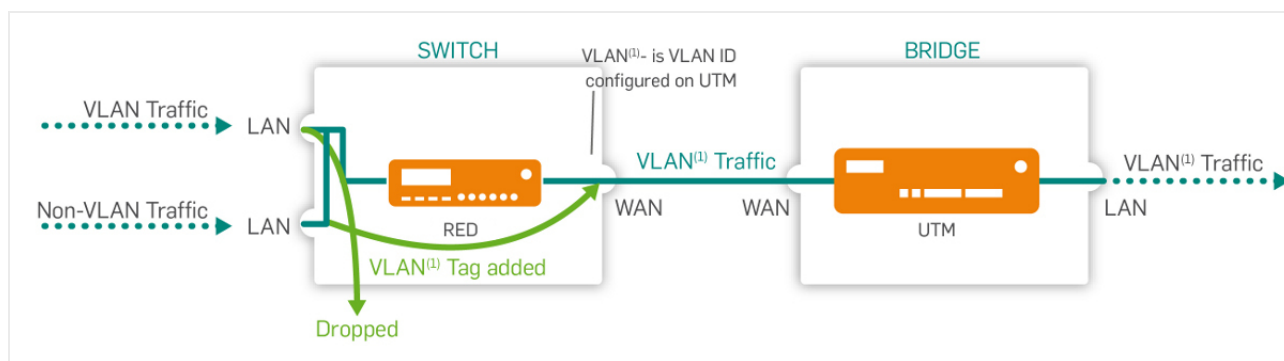 SWITCH
VLAN⁽¹⁾- is VLAN ID
configured on UTM
BRIDGE
VLAN Traffic
LAN
VLAN⁽¹⁾ Traffic
VLAN⁽¹⁾ Traffic
Non-VLAN Traffic
LAN
RED
WAN
WAN
UTM
LAN
VLAN⁽¹⁾ Tag added
Dropped